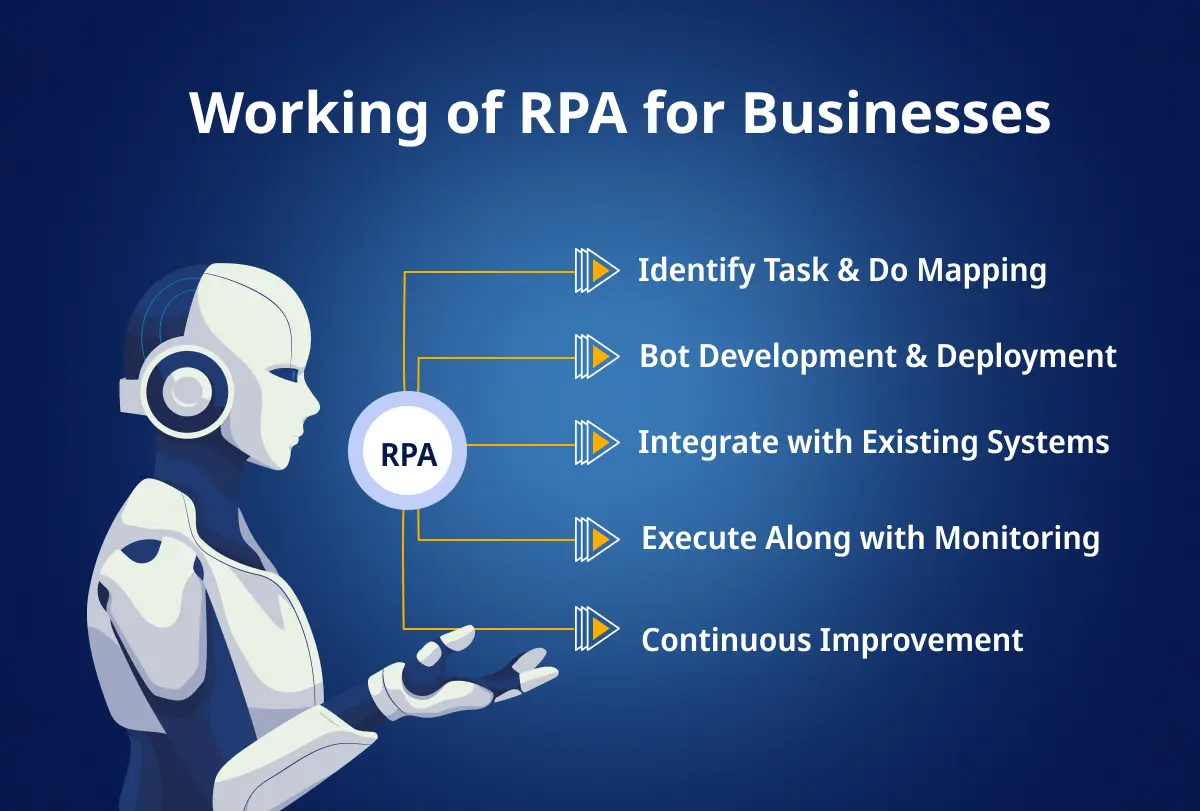 Working of RPA for Businesses
Identify Task & Do Mapping
Bot Development & Deployment
RPA
Integrate with Existing Systems
Execute Along with Monitoring
Continuous Improvement